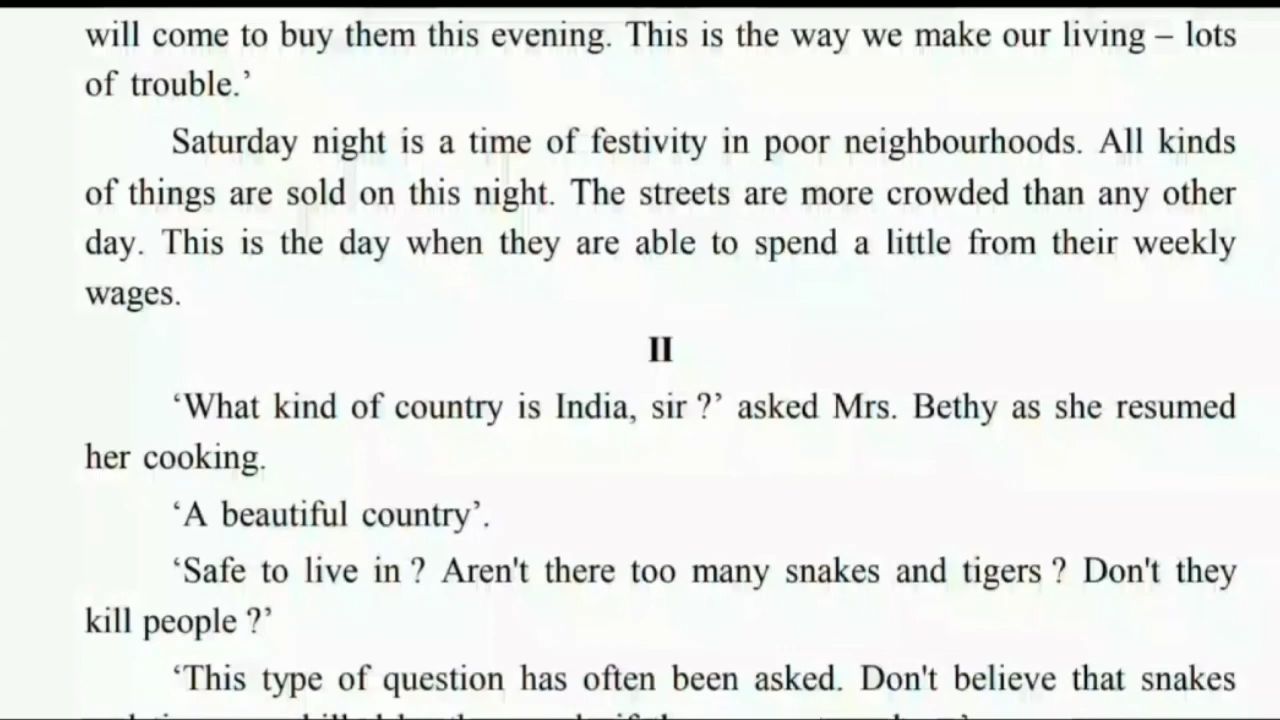 will come to buy them this evening. This is the way we make our living – lots
of trouble.’
Saturday night is a time of festivity in poor neighbourhoods. All kinds
of things are sold on this night. The streets are more crowded than any other
day. This is the day when they are able to spend a little from their weekly
wages.
II
‘What kind of country is India, sir ?’ asked Mrs. Bethy as she resumed
her cooking.
‘A beautiful country’.
‘Safe to live in ? Aren't there too many snakes and tigers ? Don't they
kill people ?’
‘This type of question has often been asked. Don't believe that snakes